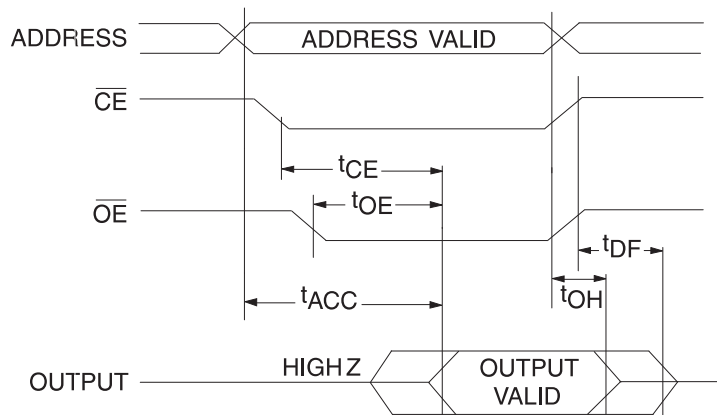 ADDRESS
ADDRESS VALID
CE
tCE
tOE
OE
tDF
tACC
tOH
HIGH Z
OUTPUT
OUTPUT
VALID